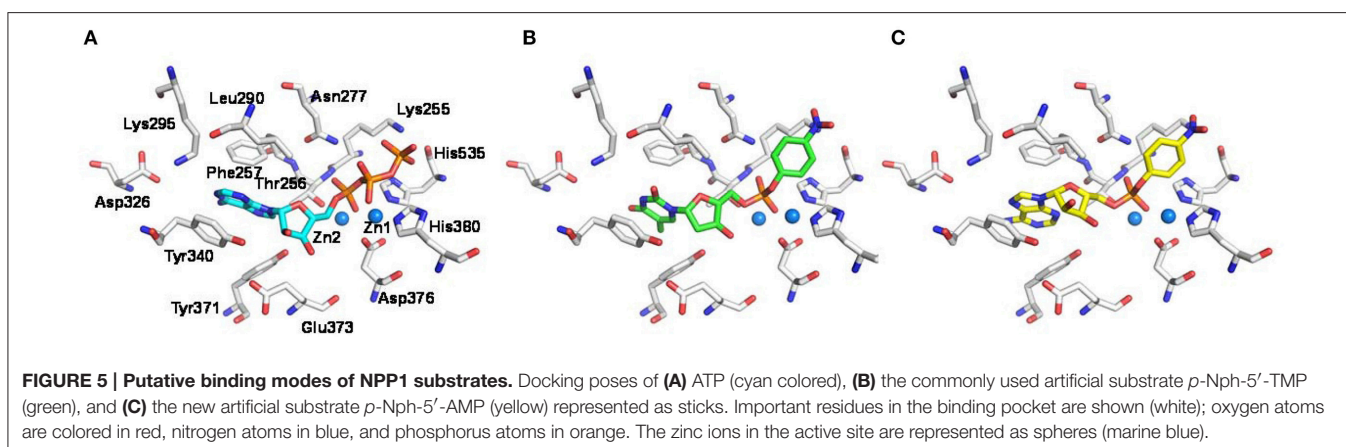 A
B
C
Leu290
Asn277
Lys295
Lys255
His535
Phe257
Thr256
Asp326
Zn1
Zn2
His380
Tyr340
Asp376
Tyr371
Glu373
FIGURE 5 | Putative binding modes of NPP1 substrates. Docking poses of (A) ATP (cyan colored), (B) the commonly used artificial substrate p-Nph-5′-TMP
(green), and (C) the new artificial substrate p-Nph-5′-AMP (yellow) represented as sticks. Important residues in the binding pocket are shown (white); oxygen atoms
are colored in red, nitrogen atoms in blue, and phosphorus atoms in orange. The zinc ions in the active site are represented as spheres (marine blue).